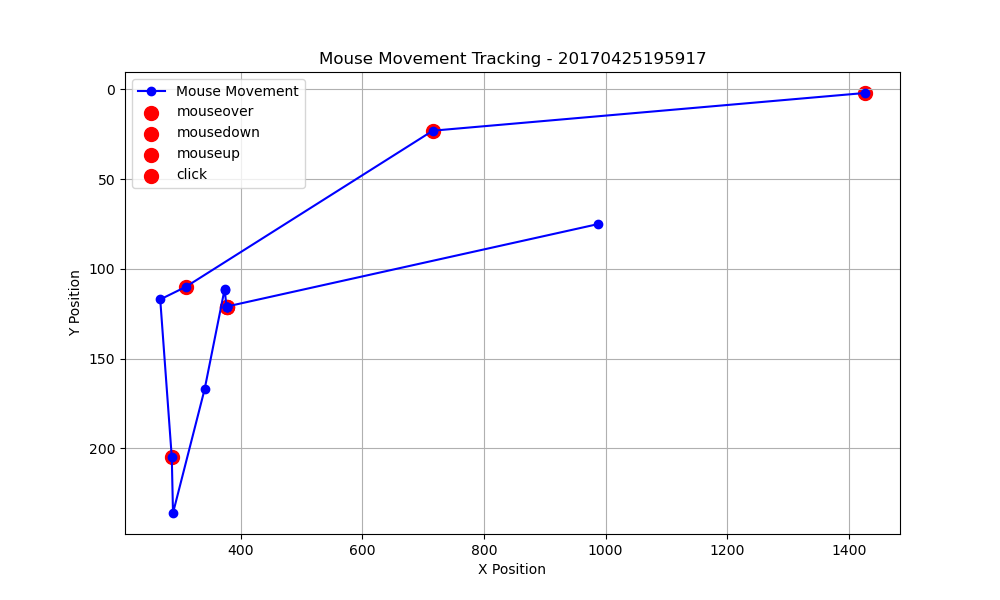 Mouse Movement Tracking - 20170425195917
Mouse Movement
mouseover
mousedown
mouseup
click
0
50
100
150
200
Y Position
400
600
800
1000
1200
1400
X Position